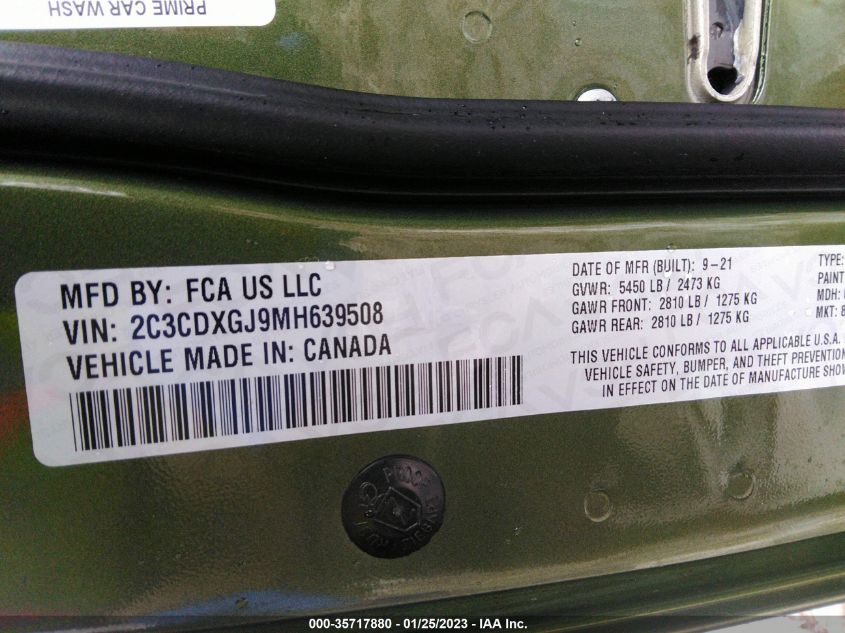 PRIME CAR WASH
MFD BY: FCA US LLC
VIN: 2C3CDXGJ9MH639508
VEHICLE MADE IN: CANADA
DATE OF MFR (BUILT): 9-21
GVWR: 5450 LB / 2473 KG
GAWR FRONT: 2810 LB / 1275 KG
GAWR REAR: 2810 LB / 1275 KG
THIS VEHICLE CONFORMS TO ALL APPLICABLE U.S.A.
VEHICLE SAFETY, BUMPER, AND THEFT PREVENTION
IN EFFECT ON THE DATE OF MANUFACTURE SHOW
TYPE:
PAINT
MDH:
MKT:
000-35717880 - 01/25/2023 - IAA Inc.